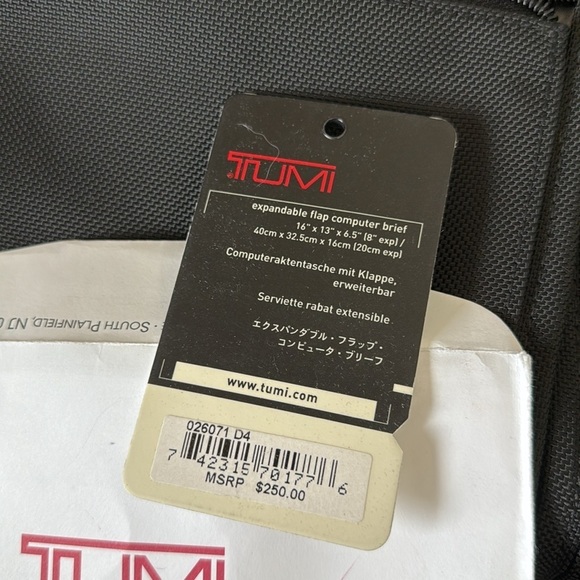 TUMI
expandable flap computer brief
16" x 13" x 6.5" (8" exp) /
40cm x 32.5cm x 16cm (20cm exp)
Computeraktentasche mit Klappe,
erweiterbar
Serviette rabat extensible
エクスパンダブル・フラップ・
コンピュータ・ブリーフ
www.tumi.com
026071 D4
7 42315 70177 6
MSRP $250.00
• SOUTH PLAINFIELD, NJ
TUMI